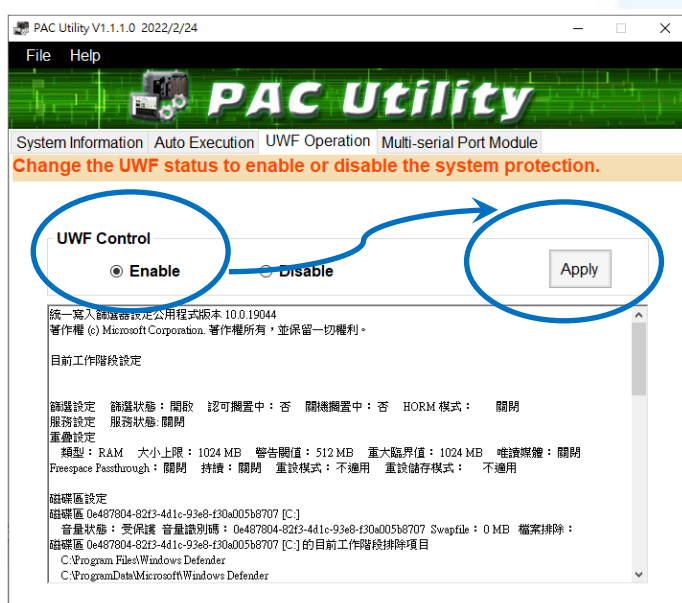 PAC Utility V1.1.1.0 2022/2/24
File Help
PAC Utility
System Information Auto Execution UWF Operation Multi-serial Port Module
Change the UWF status to enable or disable the system protection.
UWF Control
Enable Disable Apply
統一寫入篩選器設定公用程式版本 10.0.19044
著作權 (c) Microsoft Corporation. 著作權所有，並保留一切權利。
目前工作階段設定
篩選設定 篩選狀態：開啟 認可擱置中：否 關機擱置中：否 HORM 模式： 關閉
服務設定 服務狀態: 關閉
重疊設定
類型：RAM 大小上限：1024 MB 警告閾值：512 MB 重大臨界值：1024 MB 唯讀媒體：關閉
Freespace Passthrough：關閉 持續：關閉 重設模式：不適用 重設儲存模式： 不適用
磁碟區設定
磁碟區 0e487804-82f3-4d1c-93e8-f30a005b8707 [C:]
音量狀態： 受保護 音量識別碼： 0e487804-82f3-4d1c-93e8-f30a005b8707 Swapfile： 0 MB 檔案排除：
磁碟區 0e487804-82f3-4d1c-93e8-f30a005b8707 [C:] 的目前工作階段排除項目
C:\Program Files\Windows Defender
C:\ProgramData\Microsoft\Windows Defender